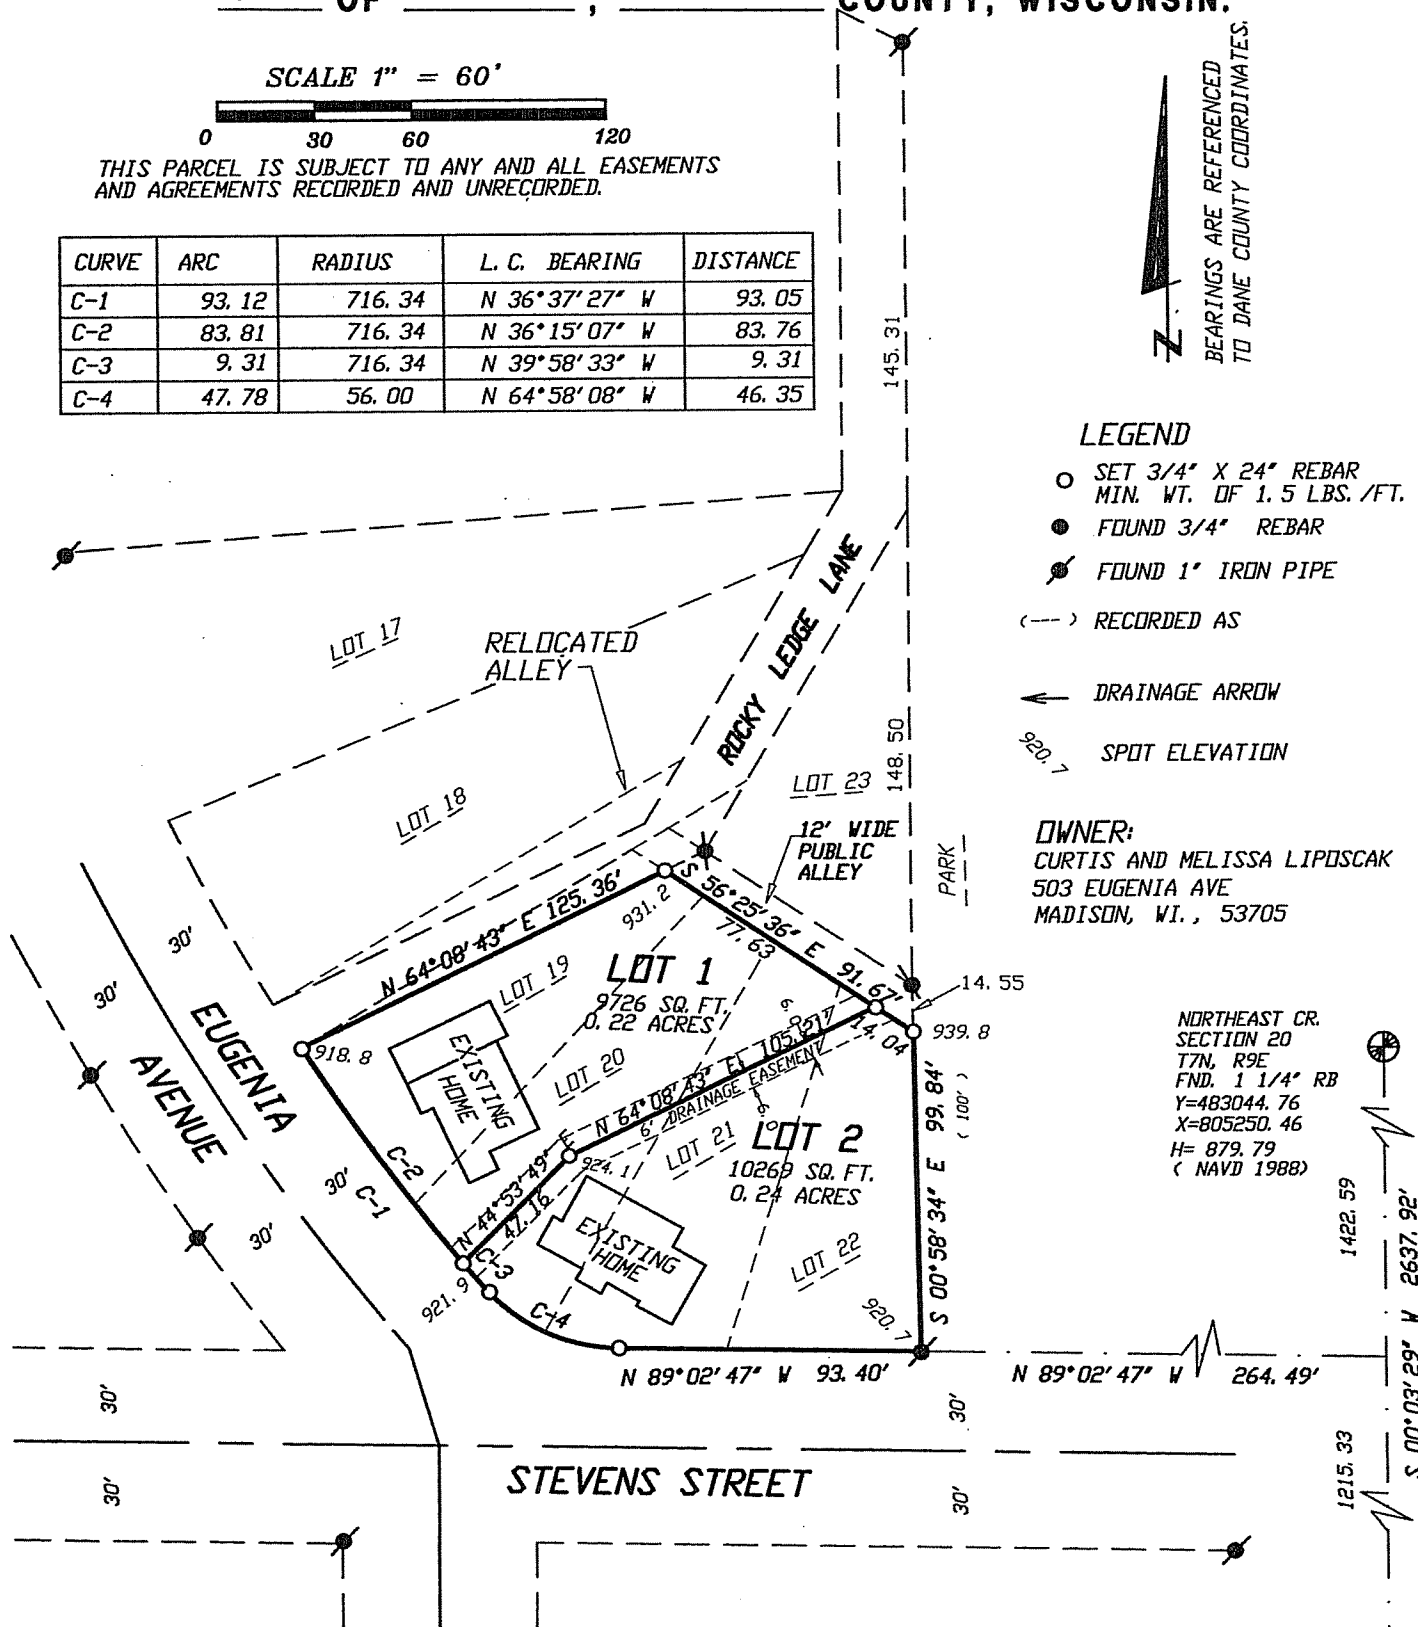 OF ________ , ________ COUNTY, WISCONSIN.
SCALE 1" = 60'
0 30 60 120
THIS PARCEL IS SUBJECT TO ANY AND ALL EASEMENTS
AND AGREEMENTS RECORDED AND UNRECORDED.
CURVE ARC RADIUS L. C. BEARING DISTANCE
C-1 93.12 716.34 N 36°37'27" W 93.05
C-2 83.81 716.34 N 36°15'07" W 83.76
C-3 9.31 716.34 N 39°58'33" W 9.31
C-4 47.78 56.00 N 64°58'08" W 46.35
BEARINGS ARE REFERENCED
TO DANE COUNTY COORDINATES.
N
145.31
LEGEND
SET 3/4" X 24" REBAR
MIN. WT. OF 1.5 LBS./FT.
FOUND 3/4" REBAR
FOUND 1" IRON PIPE
(---) RECORDED AS
DRAINAGE ARROW
920.7 SPOT ELEVATION
OWNER:
CURTIS AND MELISSA LIPOSCAK
503 EUGENIA AVE
MADISON, WI., 53705
LOT 17
RELOCATED
ALLEY
ROCKY LEDGE LANE
LOT 18
LOT 23
148.50
12' WIDE
PUBLIC
ALLEY
PARK
N 64°08'43" E 125.36'
931.2
S 56°25'36" E 91.67'
77.63
14.04
14.55
939.8
LOT 19
LOT 1
9726 SQ. FT.
0.22 ACRES
LOT 20
EXISTING
HOME
918.8
6.0
N 64°08'43" E 105.21'
6' DRAINAGE EASEMENT
6.0
LOT 21
LOT 2
10269 SQ. FT.
0.24 ACRES
924.1
N 44°53'49" E
47.16'
EXISTING
HOME
LOT 22
920.7
S 00°58'34" E 99.84'
(100')
30'
30'
EUGENIA
AVENUE
30'
30'
C-2
C-1
C-3
C-4
921.9
N 89°02'47" W 93.40'
N 89°02'47" W 264.49'
NORTHEAST CR.
SECTION 20
T7N, R9E
FND. 1 1/4" RB
Y=483044.76
X=805250.46
H= 879.79
( NAVD 1988)
1422.59
S 00°03'29" W 2637.92'
1215.33
30'
30'
30'
30'
STEVENS STREET